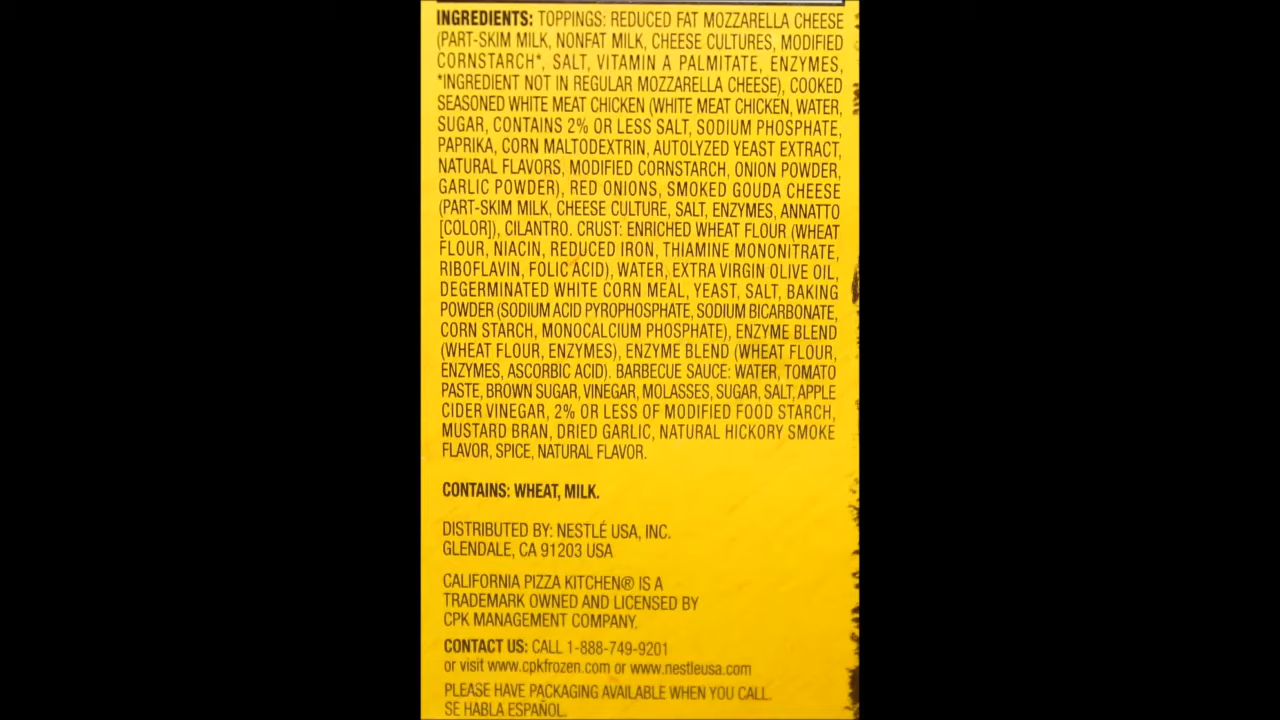 INGREDIENTS: TOPPINGS: REDUCED FAT MOZZARELLA CHEESE
(PART-SKIM MILK, NONFAT MILK, CHEESE CULTURES, MODIFIED
CORNSTARCH*, SALT, VITAMIN A PALMITATE, ENZYMES,
*INGREDIENT NOT IN REGULAR MOZZARELLA CHEESE), COOKED
SEASONED WHITE MEAT CHICKEN (WHITE MEAT CHICKEN, WATER,
SUGAR, CONTAINS 2% OR LESS SALT, SODIUM PHOSPHATE,
PAPRIKA, CORN MALTODEXTRIN, AUTOLYZED YEAST EXTRACT,
NATURAL FLAVORS, MODIFIED CORNSTARCH, ONION POWDER,
GARLIC POWDER), RED ONIONS, SMOKED GOUDA CHEESE
(PART-SKIM MILK, CHEESE CULTURE, SALT, ENZYMES, ANNATTO
[COLOR]), CILANTRO. CRUST: ENRICHED WHEAT FLOUR (WHEAT
FLOUR, NIACIN, REDUCED IRON, THIAMINE MONONITRATE,
RIBOFLAVIN, FOLIC ACID), WATER, EXTRA VIRGIN OLIVE OIL,
DEGERMINATED WHITE CORN MEAL, YEAST, SALT, BAKING
POWDER (SODIUM ACID PYROPHOSPHATE, SODIUM BICARBONATE,
CORN STARCH, MONOCALCIUM PHOSPHATE), ENZYME BLEND
(WHEAT FLOUR, ENZYMES), ENZYME BLEND (WHEAT FLOUR,
ENZYMES, ASCORBIC ACID). BARBECUE SAUCE: WATER, TOMATO
PASTE, BROWN SUGAR, VINEGAR, MOLASSES, SUGAR, SALT, APPLE
CIDER VINEGAR, 2% OR LESS OF MODIFIED FOOD STARCH,
MUSTARD BRAN, DRIED GARLIC, NATURAL HICKORY SMOKE
FLAVOR, SPICE, NATURAL FLAVOR.
CONTAINS: WHEAT, MILK.
DISTRIBUTED BY: NESTLÉ USA, INC.
GLENDALE, CA 91203 USA
CALIFORNIA PIZZA KITCHEN® IS A
TRADEMARK OWNED AND LICENSED BY
CPK MANAGEMENT COMPANY.
CONTACT US: CALL 1-888-749-9201
or visit www.cpkfrozen.com or www.nestleusa.com
PLEASE HAVE PACKAGING AVAILABLE WHEN YOU CALL.
SE HABLA ESPAÑOL.